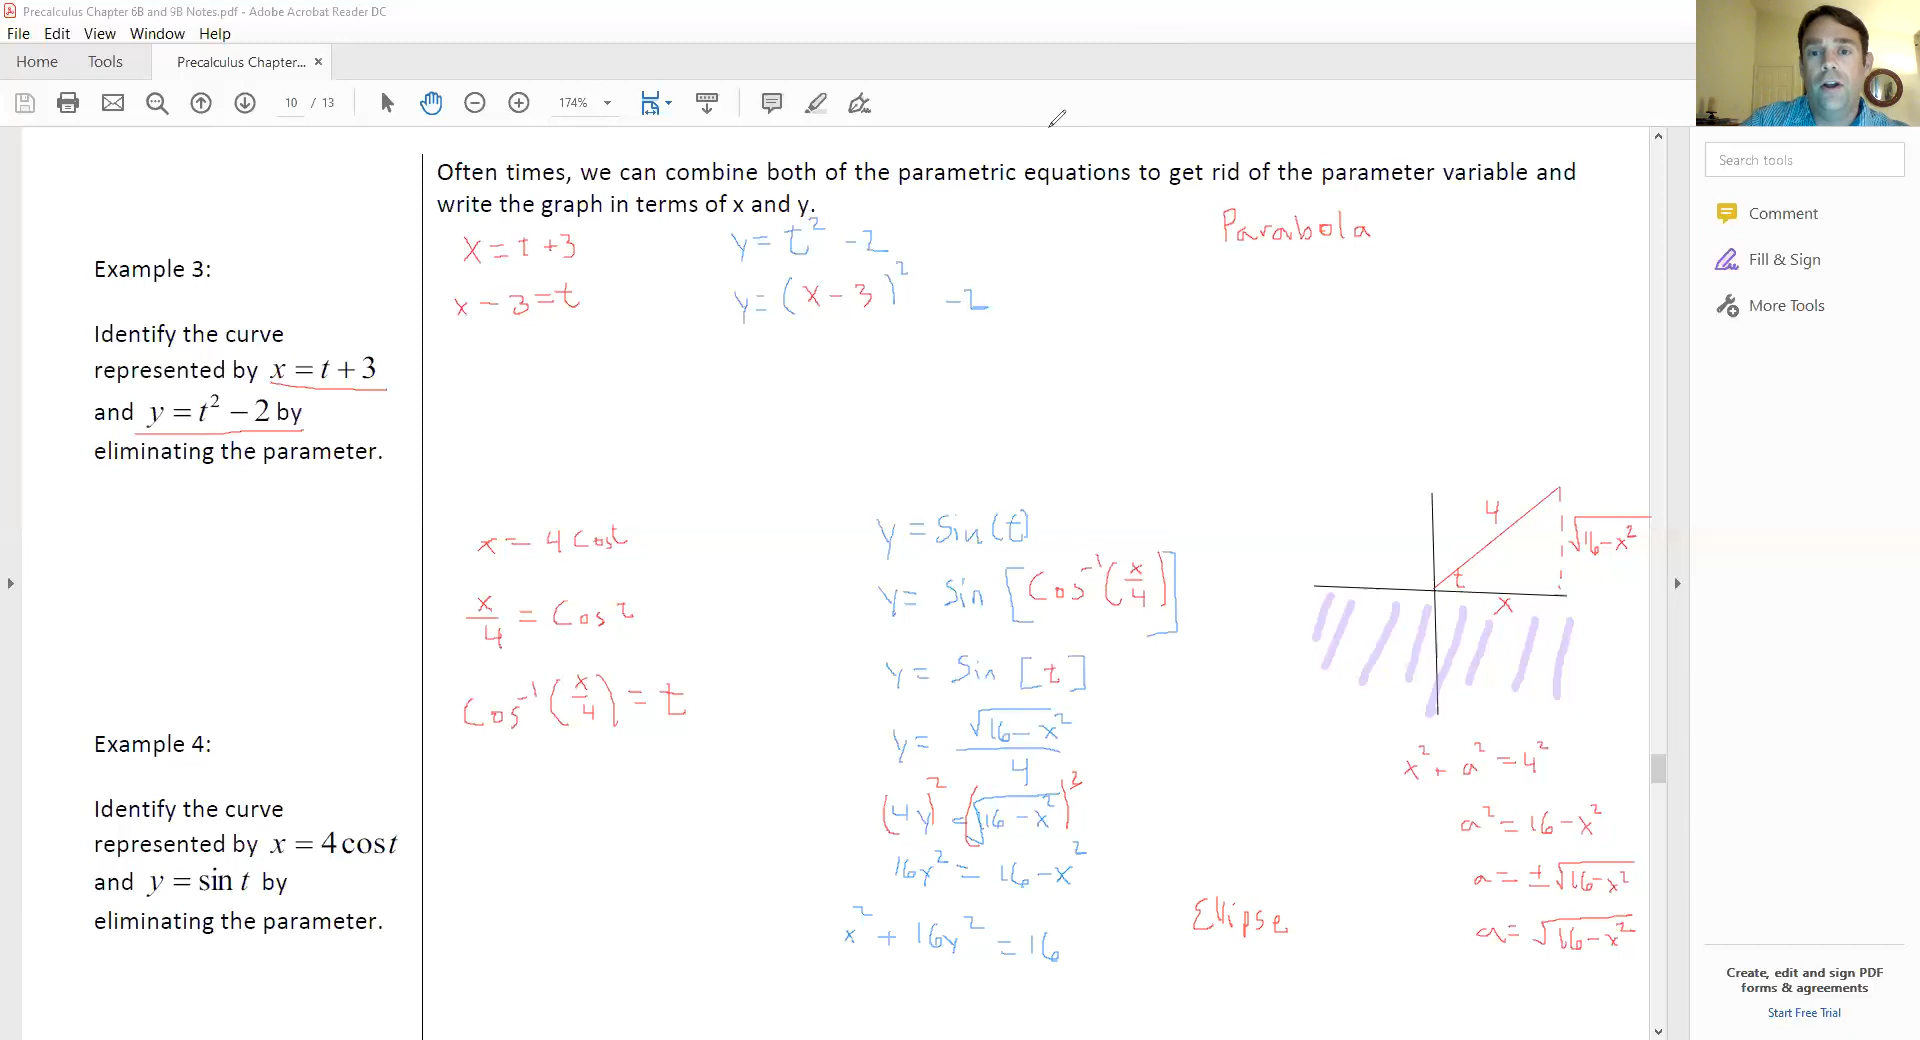 Precalculus Chapter 6B and 9B Notes.pdf - Adobe Acrobat Reader DC
File Edit View Window Help
Home Tools Precalculus Chapter... ×
10 / 13 174%
Often times, we can combine both of the parametric equations to get rid of the parameter variable and
write the graph in terms of x and y.
Example 3:
Identify the curve
represented by x = t + 3
and y = t² − 2 by
eliminating the parameter.
x = t + 3
x − 3 = t
y = t² − 2
y = (x − 3)² − 2
Parabola
Example 4:
Identify the curve
represented by x = 4 cos t
and y = sin t by
eliminating the parameter.
x = 4 Cos t
x/4 = Cos t
Cos⁻¹(x/4) = t
y = Sin(t)
y = Sin [Cos⁻¹(x/4)]
y = Sin [t]
y = √(16 − x²)/4
(4y)² = (√(16 − x²))²
16y² = 16 − x²
x² + 16y² = 16
Ellipse
4
√(16 − x²)
t
x
x² + a² = 4²
a² = 16 − x²
a = ± √(16 − x²)
a = √(16 − x²)
Search tools
Comment
Fill & Sign
More Tools
Create, edit and sign PDF
forms & agreements
Start Free Trial